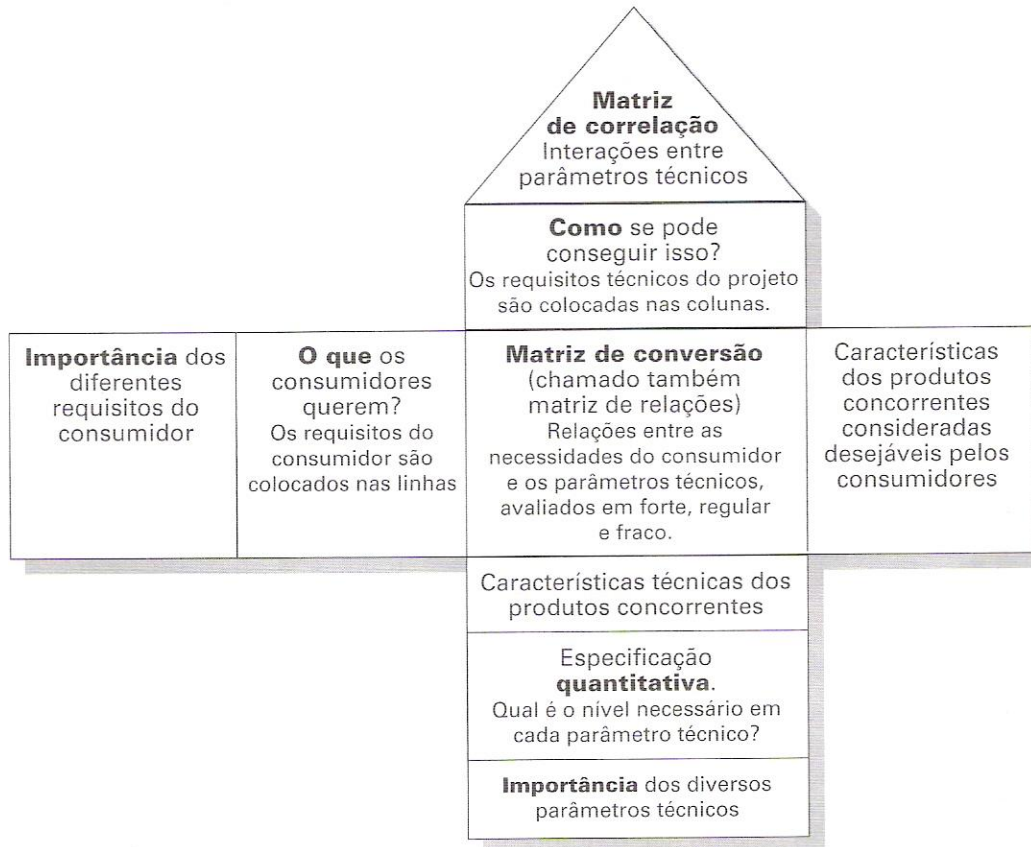 Matriz
de correlação
Interações entre
parâmetros técnicos
Como se pode
conseguir isso?
Os requisitos técnicos do projeto
são colocadas nas colunas.
Importância dos
diferentes
requisitos do
consumidor
O que os
consumidores
querem?
Os requisitos do
consumidor são
colocados nas linhas
Matriz de conversão
(chamado também
matriz de relações)
Relações entre as
necessidades do consumidor
e os parâmetros técnicos,
avaliados em forte, regular
e fraco.
Características
dos produtos
concorrentes
consideradas
desejáveis pelos
consumidores
Características técnicas dos
produtos concorrentes
Especificação
quantitativa.
Qual é o nível necessário em
cada parâmetro técnico?
Importância dos diversos
parâmetros técnicos